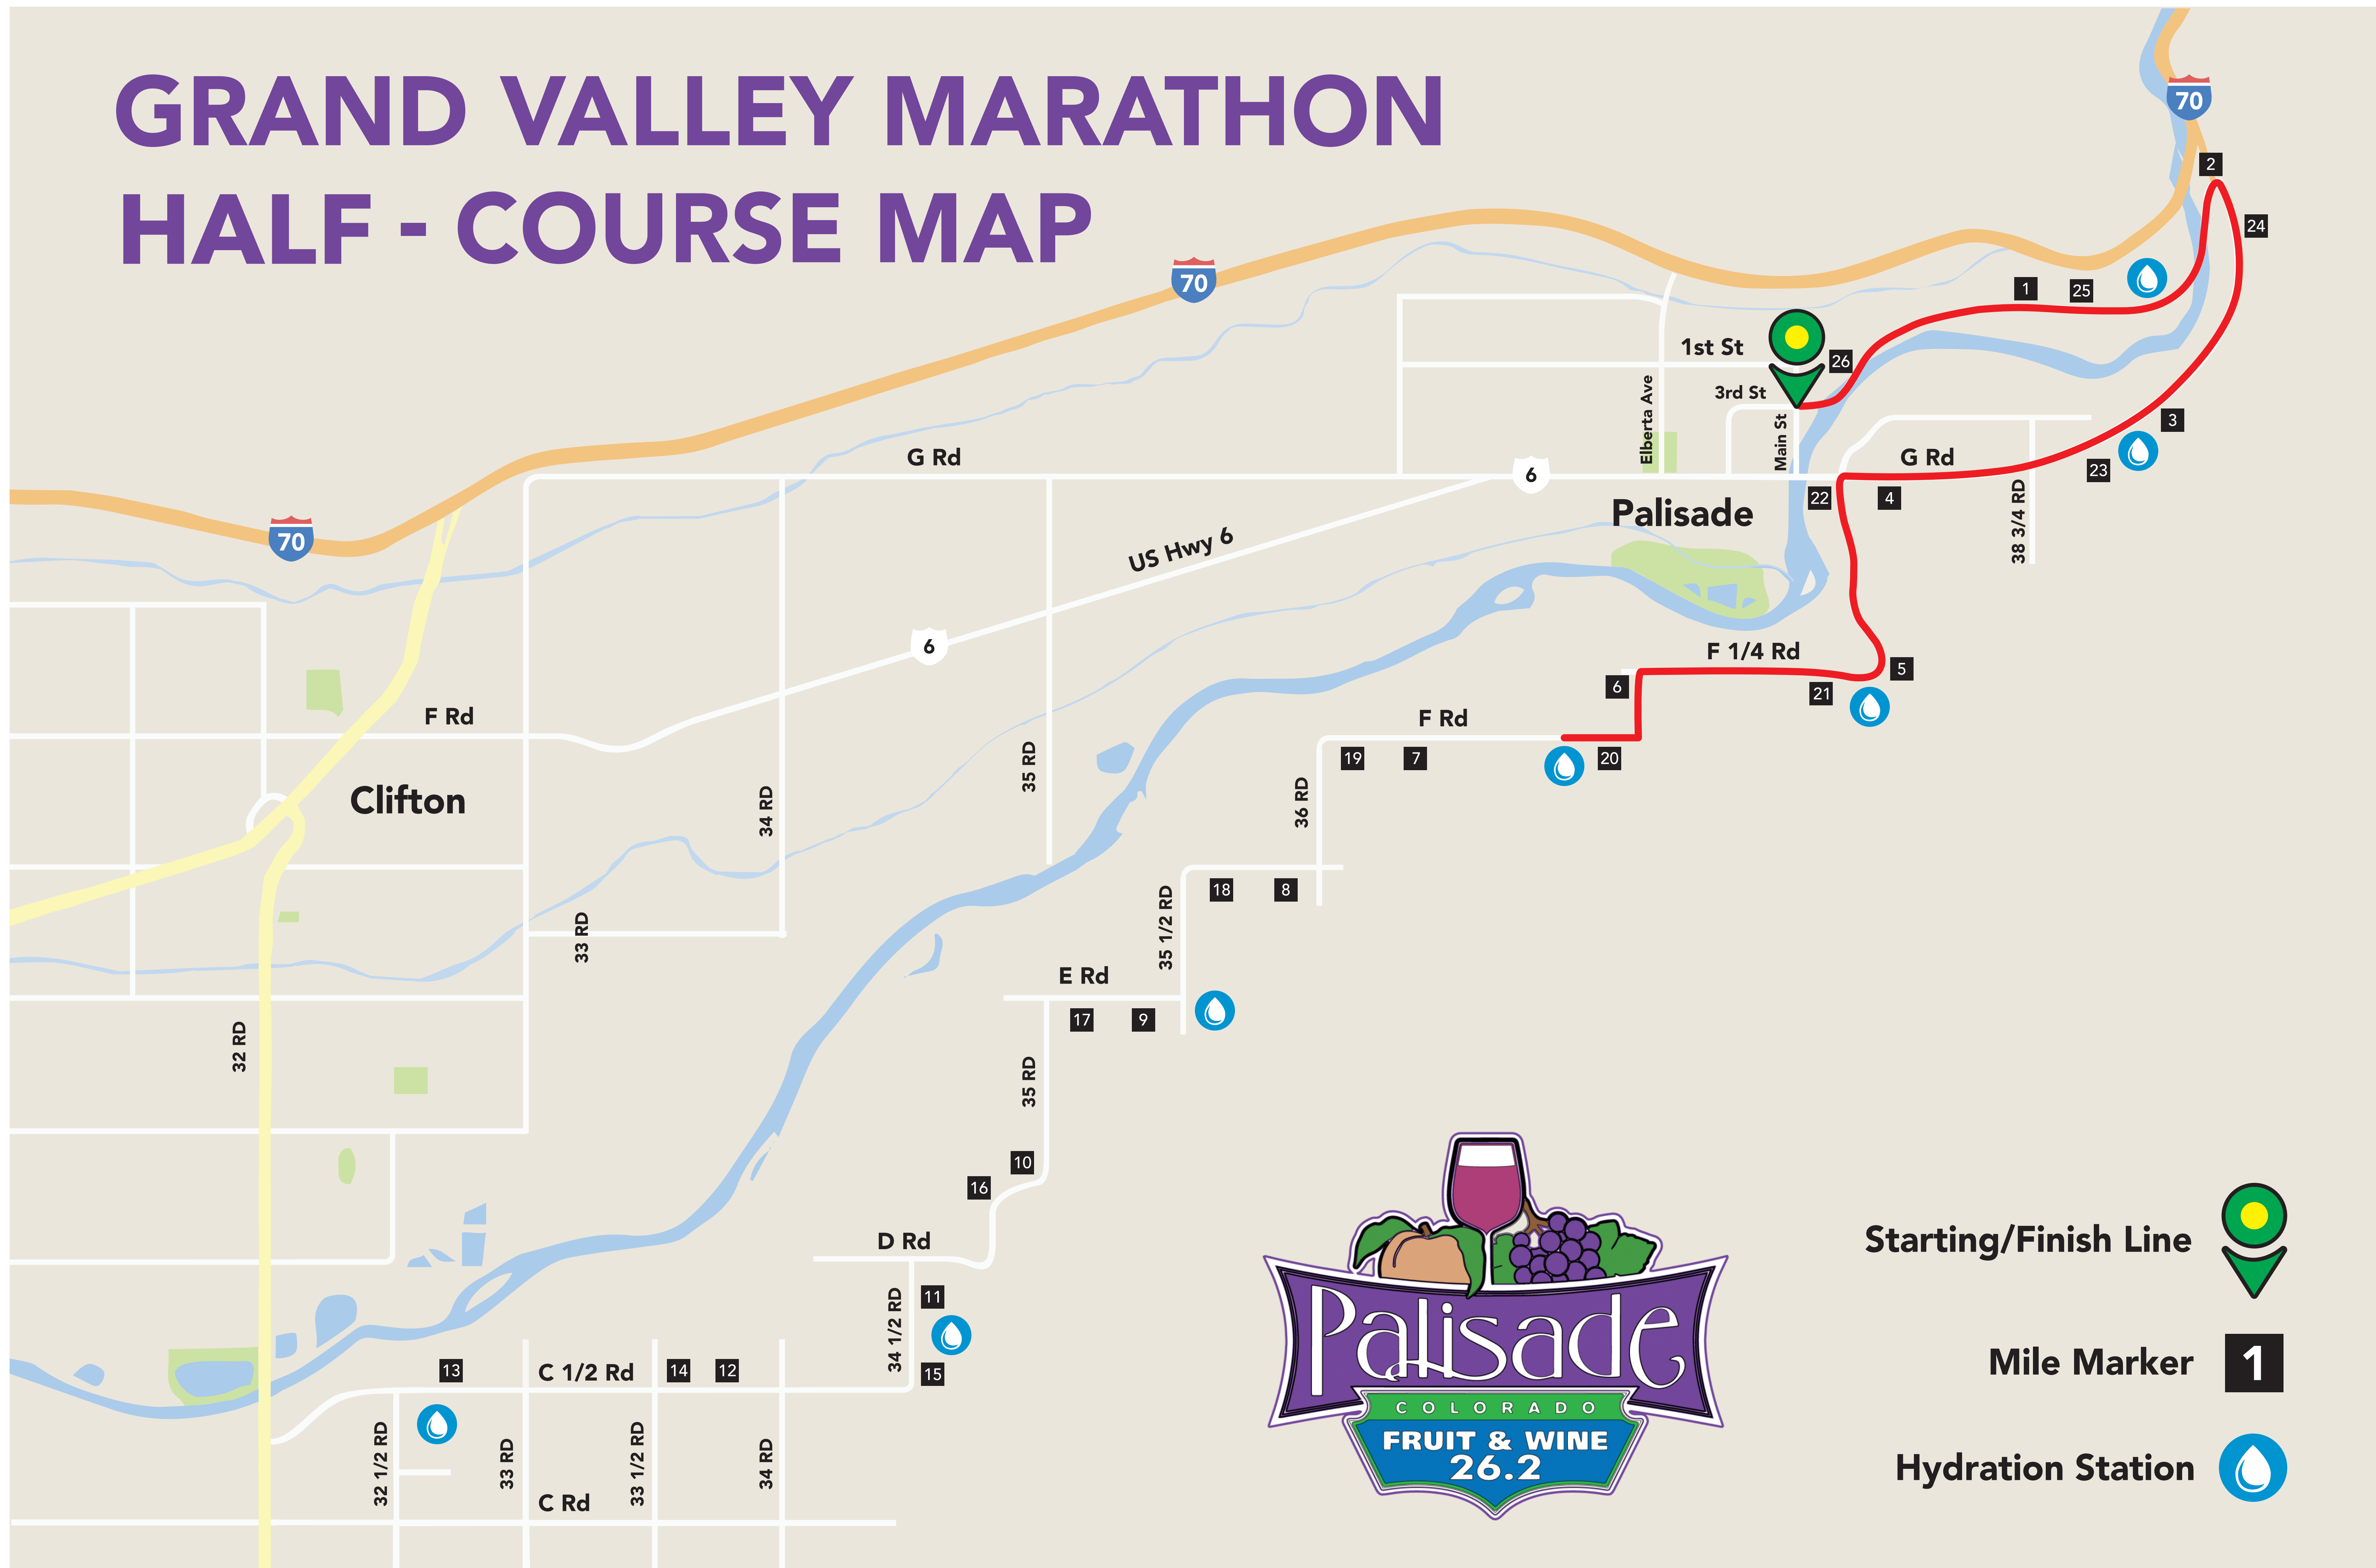 GRAND VALLEY MARATHON
HALF - COURSE MAP
70
2
24
70
1
25
1st St
26
Elberta Ave
3rd St
Main St
3
G Rd
6
G Rd
23
22
4
38 3/4 RD
Palisade
70
US Hwy 6
6
F 1/4 Rd
5
6
21
F Rd
F Rd
19
7
20
35 RD
36 RD
34 RD
Clifton
18
8
35 1/2 RD
33 RD
E Rd
17
9
32 RD
35 RD
10
16
D Rd
11
34 1/2 RD
15
13
C 1/2 Rd
14
12
32 1/2 RD
33 RD
33 1/2 RD
34 RD
C Rd
Palisade
COLORADO
FRUIT & WINE
26.2
Starting/Finish Line
Mile Marker
1
Hydration Station